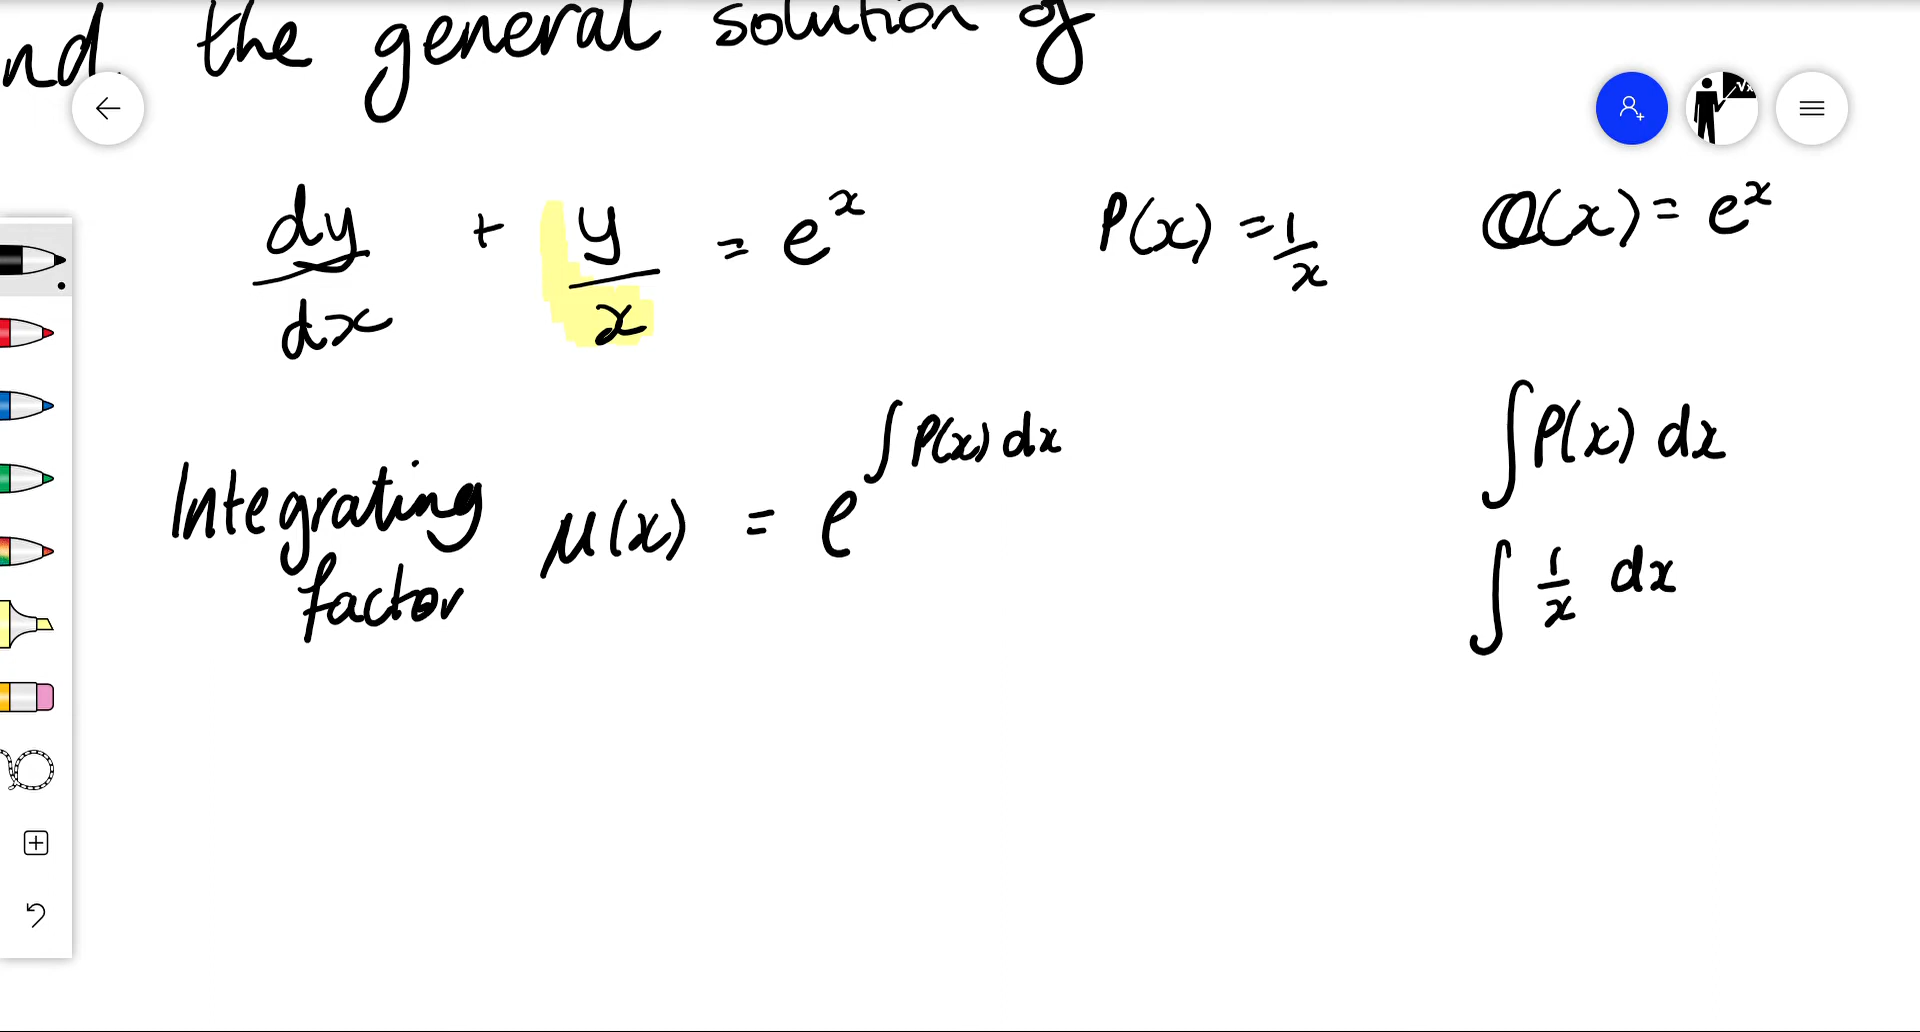 nd the general solution of
dy/dx + y/x = e^x P(x) = 1/x Q(x) = e^x
Integrating factor μ(x) = e^∫P(x)dx
∫P(x) dx
∫ 1/x dx